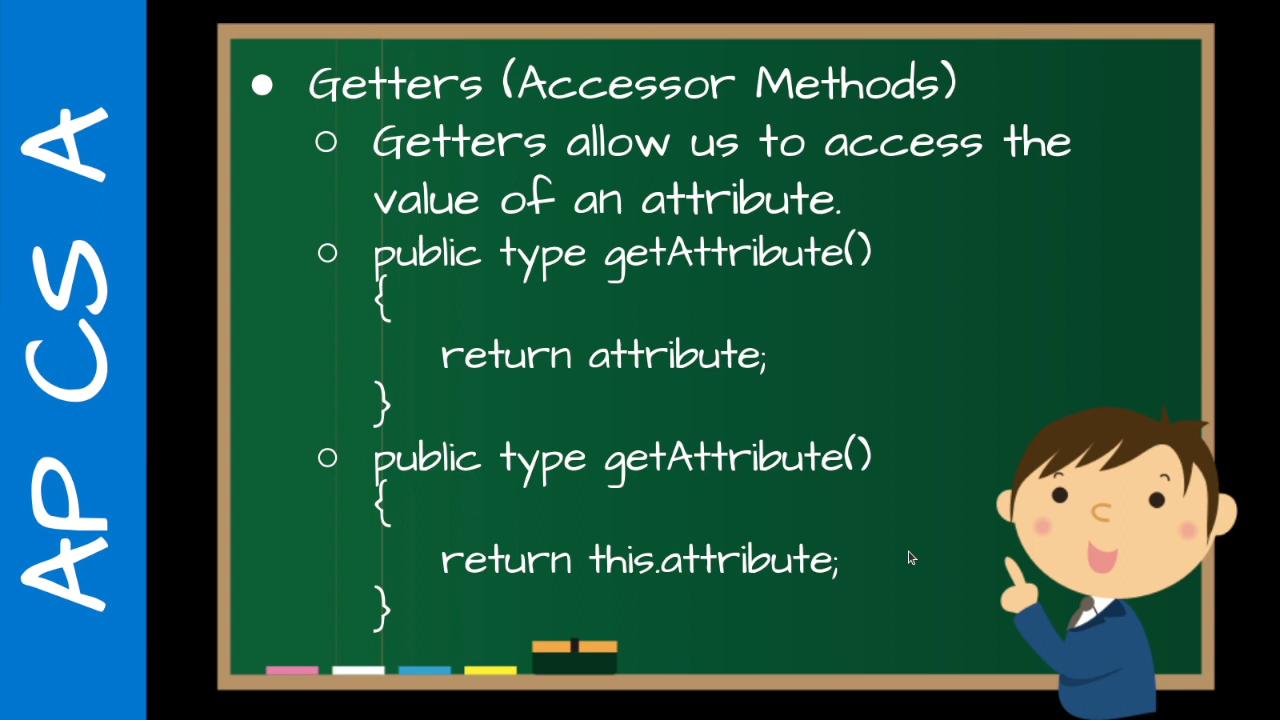 AP CS A
● Getters (Accessor Methods)
○ Getters allow us to access the
value of an attribute.
○ public type getAttribute()
{
return attribute;
}
○ public type getAttribute()
{
return this.attribute;
}